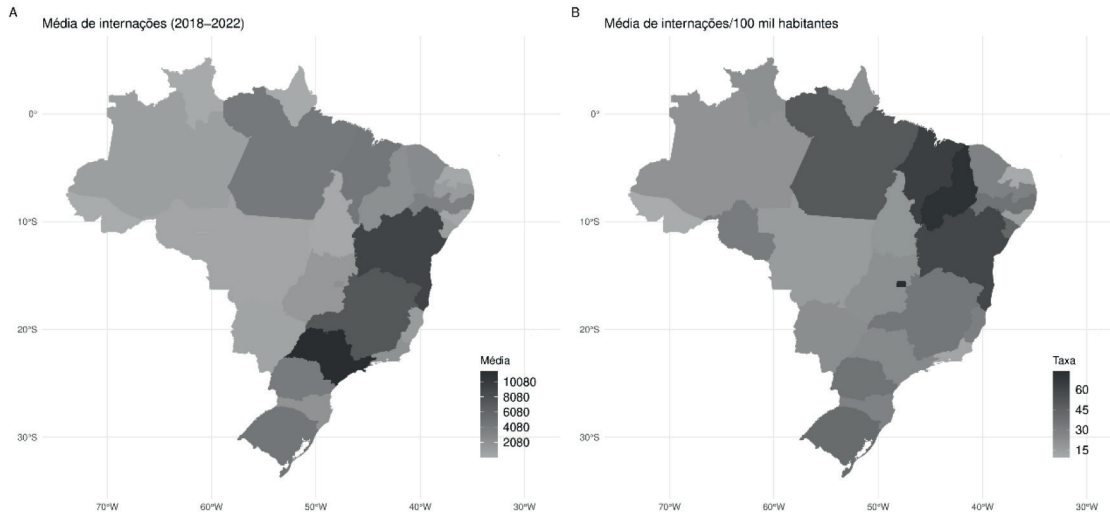 A
Média de internações (2018–2022)
0°
10°S
20°S
30°S
70°W
60°W
50°W
40°W
30°W
Média
10080
8080
6080
4080
2080
B
Média de internações/100 mil habitantes
0°
10°S
20°S
30°S
70°W
60°W
50°W
40°W
30°W
Taxa
60
45
30
15